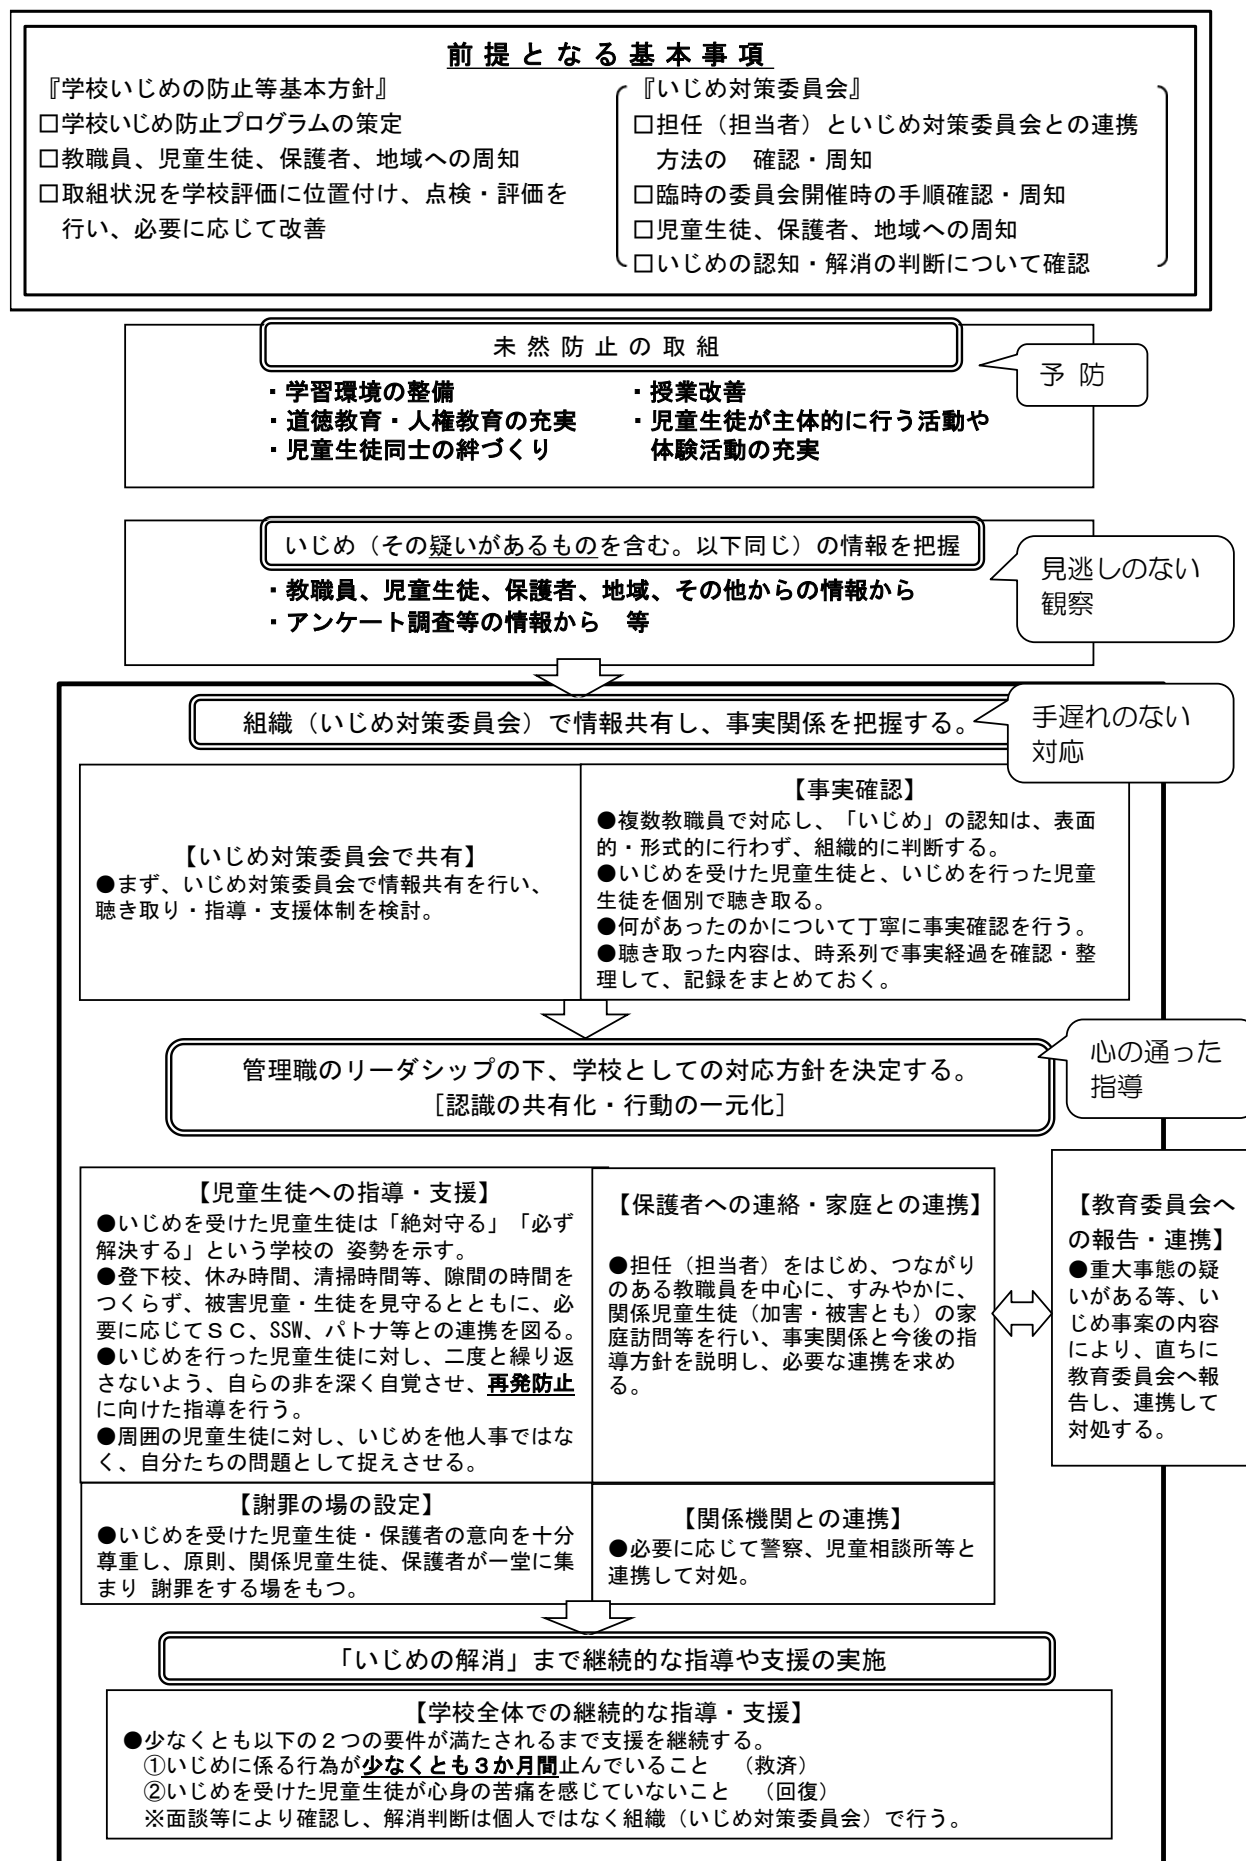 前提となる基本事項
『学校いじめの防止等基本方針』
□学校いじめ防止プログラムの策定
□教職員、児童生徒、保護者、地域への周知
□取組状況を学校評価に位置付け、点検・評価を
行い、必要に応じて改善
『いじめ対策委員会』
□担任（担当者）といじめ対策委員会との連携
方法の　確認・周知
□臨時の委員会開催時の手順確認・周知
□児童生徒、保護者、地域への周知
□いじめの認知・解消の判断について確認
未然防止の取組
予 防
・学習環境の整備
・道徳教育・人権教育の充実
・児童生徒同士の絆づくり
・授業改善
・児童生徒が主体的に行う活動や
体験活動の充実
いじめ（その疑いがあるものを含む。以下同じ）の情報を把握
見逃しのない
観察
・教職員、児童生徒、保護者、地域、その他からの情報から
・アンケート調査等の情報から　等
組織（いじめ対策委員会）で情報共有し、事実関係を把握する。
手遅れのない
対応
【いじめ対策委員会で共有】
●まず、いじめ対策委員会で情報共有を行い、
聴き取り・指導・支援体制を検討。
【事実確認】
●複数教職員で対応し、「いじめ」の認知は、表面
的・形式的に行わず、組織的に判断する。
●いじめを受けた児童生徒と、いじめを行った児童
生徒を個別で聴き取る。
●何があったのかについて丁寧に事実確認を行う。
●聴き取った内容は、時系列で事実経過を確認・整
理して、記録をまとめておく。
管理職のリーダシップの下、学校としての対応方針を決定する。
［認識の共有化・行動の一元化］
心の通った
指導
【児童生徒への指導・支援】
●いじめを受けた児童生徒は「絶対守る」「必ず
解決する」という学校の 姿勢を示す。
●登下校、休み時間、清掃時間等、隙間の時間を
つくらず、被害児童・生徒を見守るとともに、必
要に応じてＳＣ、SSW、パトナ等との連携を図る。
●いじめを行った児童生徒に対し、二度と繰り返
さないよう、自らの非を深く自覚させ、再発防止
に向けた指導を行う。
●周囲の児童生徒に対し、いじめを他人事ではな
く、自分たちの問題として捉えさせる。
【保護者への連絡・家庭との連携】
●担任（担当者）をはじめ、つながり
のある教職員を中心に、すみやかに、
関係児童生徒（加害・被害とも）の家
庭訪問等を行い、事実関係と今後の指
導方針を説明し、必要な連携を求め
る。
【教育委員会へ
の報告・連携】
●重大事態の疑
いがある等、い
じめ事案の内容
により、直ちに
教育委員会へ報
告し、連携して
対処する。
【謝罪の場の設定】
●いじめを受けた児童生徒・保護者の意向を十分
尊重し、原則、関係児童生徒、保護者が一堂に集
まり 謝罪をする場をもつ。
【関係機関との連携】
●必要に応じて警察、児童相談所等と
連携して対処。
「いじめの解消」まで継続的な指導や支援の実施
【学校全体での継続的な指導・支援】
●少なくとも以下の２つの要件が満たされるまで支援を継続する。
①いじめに係る行為が少なくとも３か月間止んでいること　（救済）
②いじめを受けた児童生徒が心身の苦痛を感じていないこと　（回復）
※面談等により確認し、解消判断は個人ではなく組織（いじめ対策委員会）で行う。